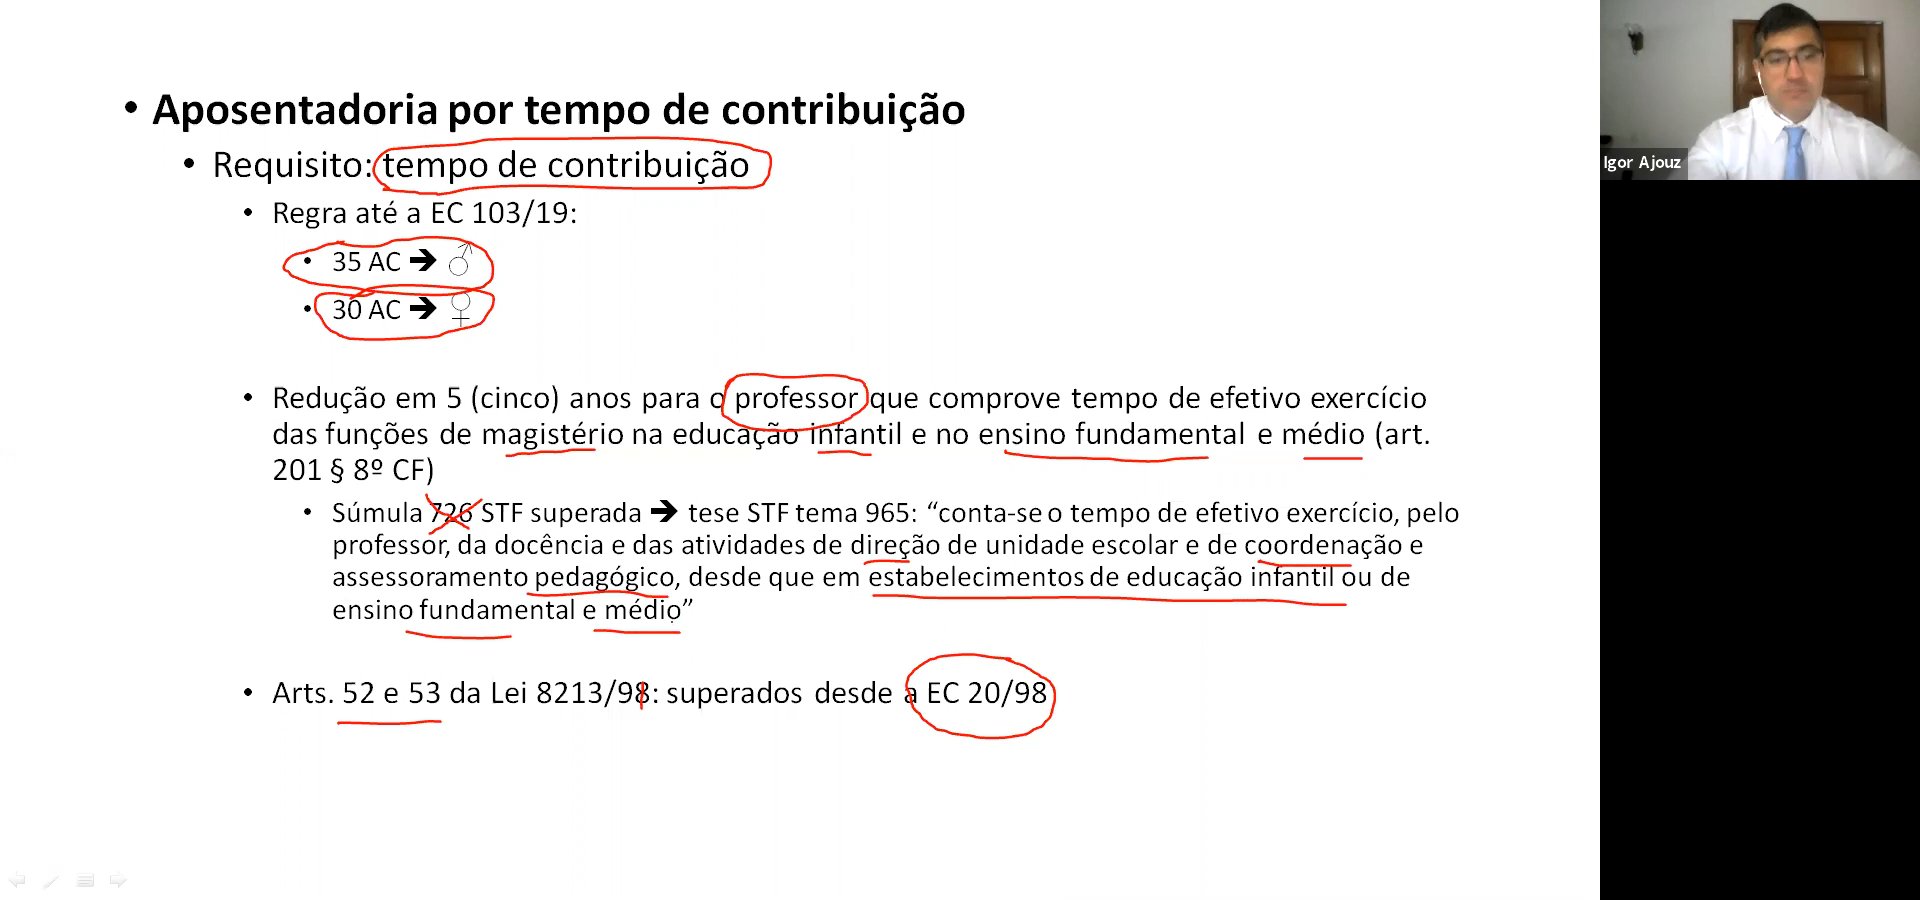 • Aposentadoria por tempo de contribuição
• Requisito: tempo de contribuição
• Regra até a EC 103/19:
• 35 AC ➔ ♂
• 30 AC ➔ ♀
• Redução em 5 (cinco) anos para o professor que comprove tempo de efetivo exercício
das funções de magistério na educação infantil e no ensino fundamental e médio (art.
201 § 8º CF)
• Súmula 726 STF superada ➔ tese STF tema 965: “conta-se o tempo de efetivo exercício, pelo
professor, da docência e das atividades de direção de unidade escolar e de coordenação e
assessoramento pedagógico, desde que em estabelecimentos de educação infantil ou de
ensino fundamental e médio”
• Arts. 52 e 53 da Lei 8213/98: superados desde a EC 20/98
Igor Ajouz